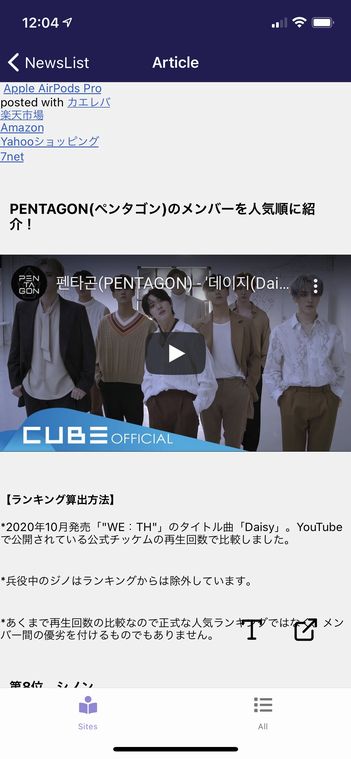 12:04
NewsList
Article
Apple AirPods Pro
posted with カエレバ
楽天市場
Amazon
Yahooショッピング
7net
PENTAGON(ペンタゴン)のメンバーを人気順に紹
介！
PEN
TA
GON
펜타곤(PENTAGON) - '데이지(Dai...
CUBE OFFICIAL
【ランキング算出方法】
*2020年10月発売「"WE：TH"」のタイトル曲「Daisy」。YouTube
で公開されている公式チッケムの再生回数で比較しました。
*兵役中のジノはランキングからは除外しています。
*あくまで再生回数の比較なので正式な人気ランキングではな メ
ンバー間の優劣を付けるものでもありません。
第8位 シノン
Sites
All